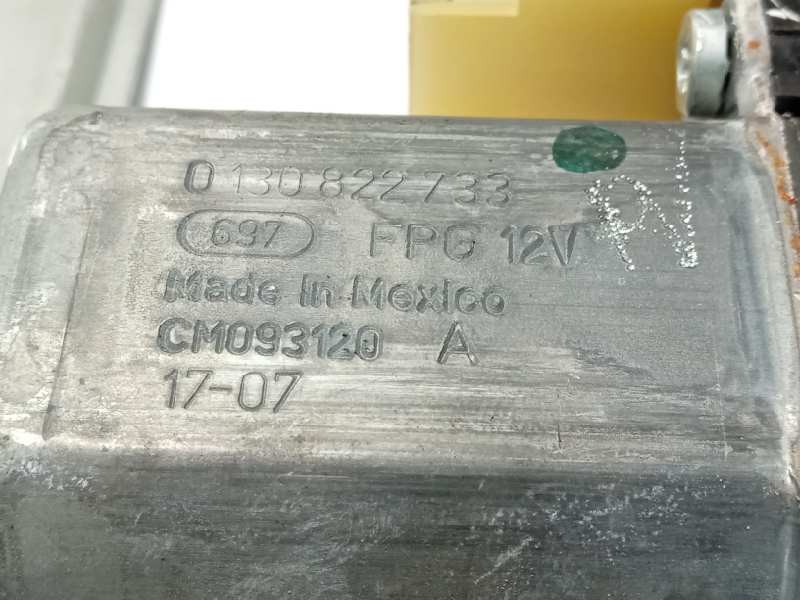 0 130 822 733
697 FPG 12V
Made in Mexico
CM093120 A
17-07